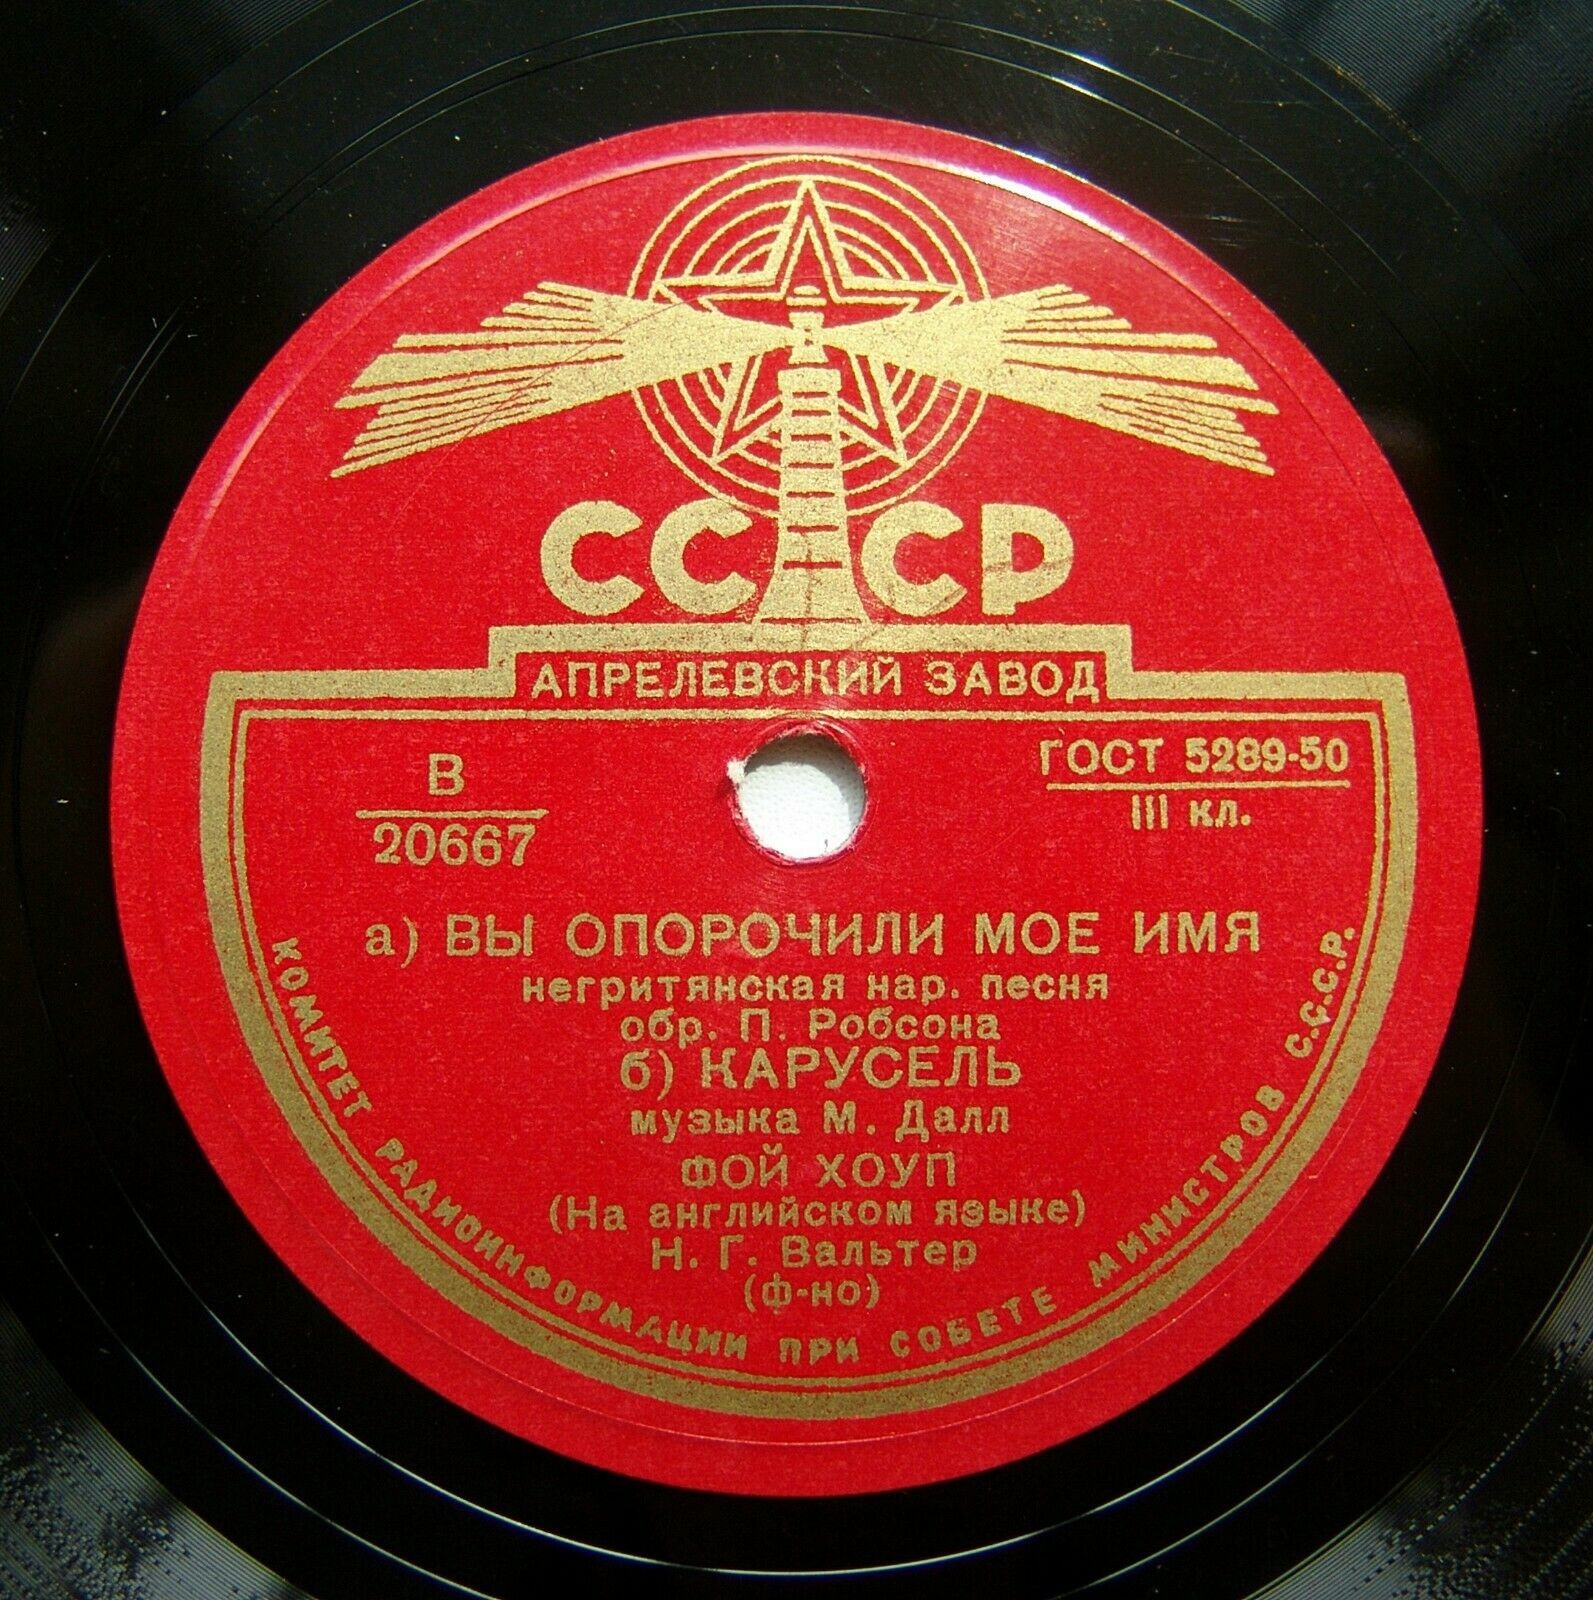 СССР
АПРЕЛЕВСКИЙ ЗАВОД
В
20667
ГОСТ 5289-50
III кл.
а) ВЫ ОПОРОЧИЛИ МОЕ ИМЯ
негритянская нар. песня
обр. П. Робсона
б) КАРУСЕЛЬ
музыка М. Далл
ФОЙ ХОУП
(На английском языке)
Н. Г. Вальтер
(ф-но)
КОМИТЕТ РАДИОИНФОРМАЦИИ ПРИ СОВЕТЕ МИНИСТРОВ С.С.С.Р.